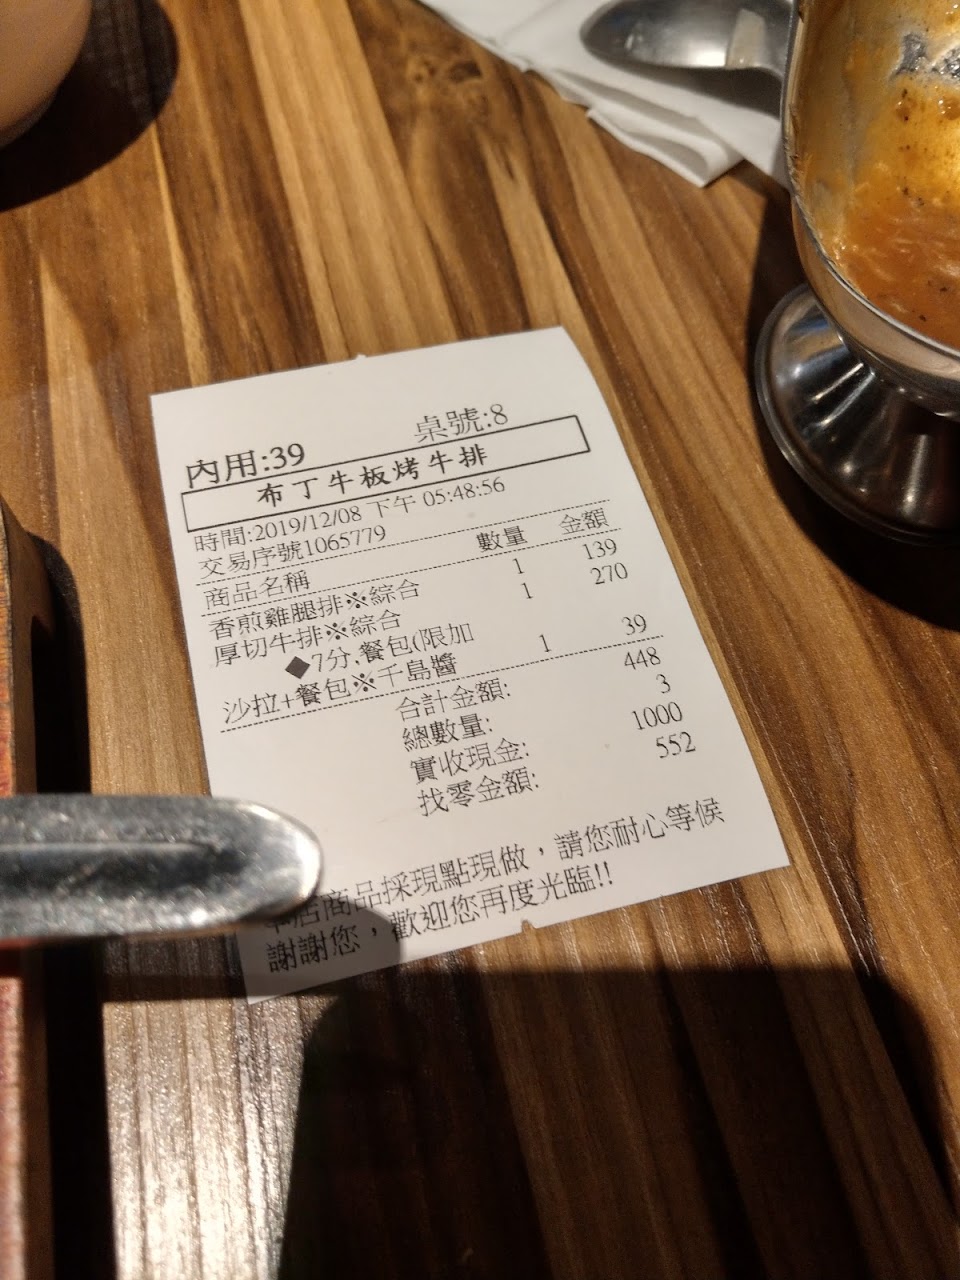 內用:39 桌號:8
布丁牛板烤牛排
時間:2019/12/08 下午 05:48:56
交易序號1065779
商品名稱 數量 金額
香煎雞腿排※綜合 1 139
厚切牛排※綜合 1 270
◆7分,餐包(限加
沙拉+餐包※千島醬 1 39
合計金額: 448
總數量: 3
實收現金: 1000
找零金額: 552
本店商品採現點現做，請您耐心等候
謝謝您，歡迎您再度光臨!!